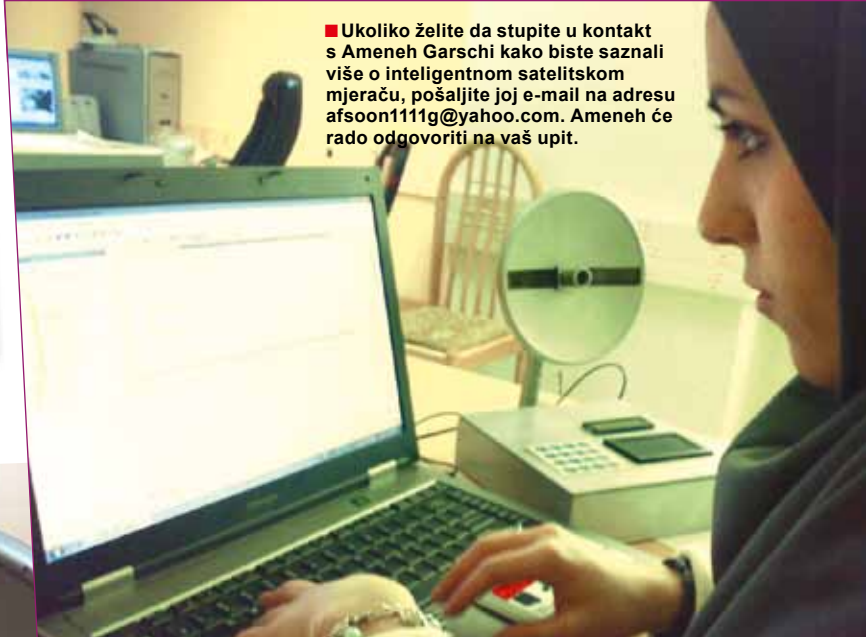 Ukoliko želite da stupite u kontakt
s Ameneh Garschi kako biste saznali
više o inteligentnom satelitskom
mjeraču, pošaljite joj e-mail na adresu
afsoon1111g@yahoo.com. Ameneh će
rado odgovoriti na vaš upit.